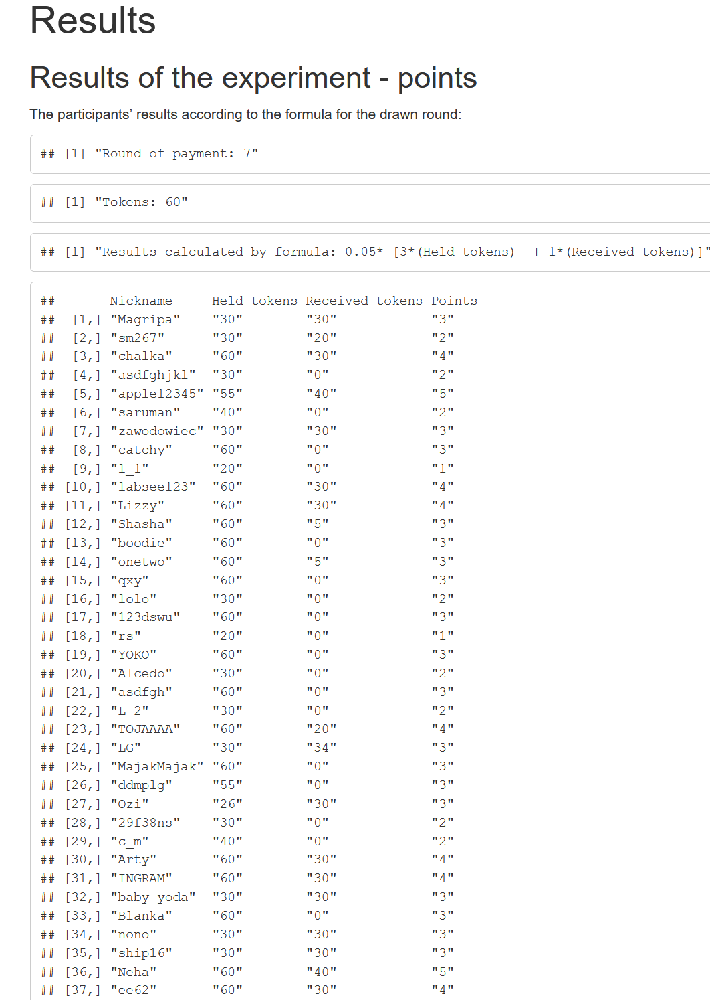 Results
Results of the experiment - points
The participants’ results according to the formula for the drawn round:
## [1] "Round of payment: 7"
## [1] "Tokens: 60"
## [1] "Results calculated by formula: 0.05* [3*(Held tokens)  + 1*(Received tokens)]"
##       Nickname     Held tokens Received tokens Points
##  [1,] "Magripa"    "30"        "30"            "3"
##  [2,] "sm267"      "30"        "20"            "2"
##  [3,] "chalka"     "60"        "30"            "4"
##  [4,] "asdfghjkl"  "30"        "0"             "2"
##  [5,] "apple12345" "55"        "40"            "5"
##  [6,] "saruman"    "40"        "0"             "2"
##  [7,] "zawodowiec" "30"        "30"            "3"
##  [8,] "catchy"     "60"        "0"             "3"
##  [9,] "l_1"        "20"        "0"             "1"
## [10,] "labsee123"  "60"        "30"            "4"
## [11,] "Lizzy"      "60"        "30"            "4"
## [12,] "Shasha"     "60"        "5"             "3"
## [13,] "boodie"     "60"        "0"             "3"
## [14,] "onetwo"     "60"        "5"             "3"
## [15,] "qxy"        "60"        "0"             "3"
## [16,] "lolo"       "30"        "0"             "2"
## [17,] "123dswu"    "60"        "0"             "3"
## [18,] "rs"         "20"        "0"             "1"
## [19,] "YOKO"       "60"        "0"             "3"
## [20,] "Alcedo"     "30"        "0"             "2"
## [21,] "asdfgh"     "60"        "0"             "3"
## [22,] "L_2"        "30"        "0"             "2"
## [23,] "TOJAAAA"    "60"        "20"            "4"
## [24,] "LG"         "30"        "34"            "3"
## [25,] "MajakMajak" "60"        "0"             "3"
## [26,] "ddmplg"     "55"        "0"             "3"
## [27,] "Ozi"        "26"        "30"            "3"
## [28,] "29f38ns"    "30"        "0"             "2"
## [29,] "c_m"        "40"        "0"             "2"
## [30,] "Arty"       "60"        "30"            "4"
## [31,] "INGRAM"     "60"        "30"            "4"
## [32,] "baby_yoda"  "30"        "30"            "3"
## [33,] "Blanka"     "60"        "0"             "3"
## [34,] "nono"       "30"        "30"            "3"
## [35,] "ship16"     "30"        "30"            "3"
## [36,] "Neha"       "60"        "40"            "5"
## [37,] "ee62"       "60"        "30"            "4"